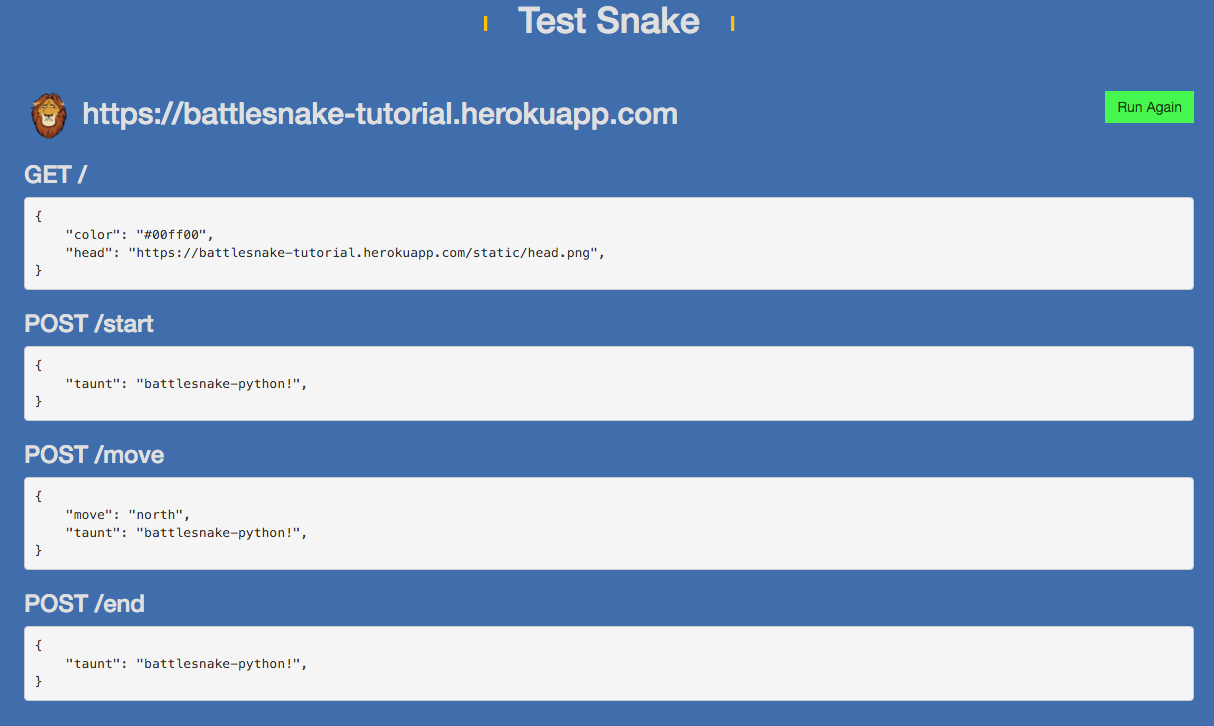 Test Snake
https://battlesnake-tutorial.herokuapp.com
Run Again
GET /
{
    "color": "#00ff00",
    "head": "https://battlesnake-tutorial.herokuapp.com/static/head.png",
}
POST /start
{
    "taunt": "battlesnake-python!",
}
POST /move
{
    "move": "north",
    "taunt": "battlesnake-python!",
}
POST /end
{
    "taunt": "battlesnake-python!",
}